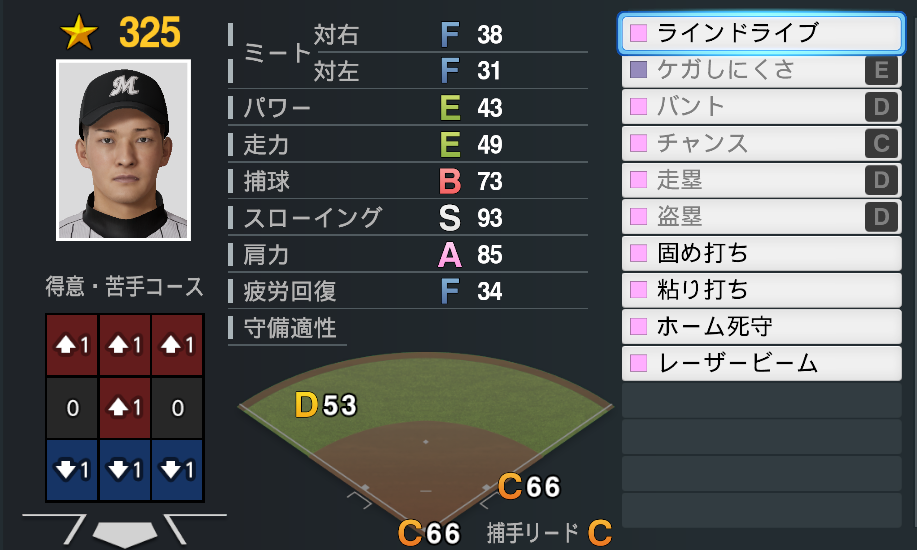 325
M
ミート 対右 F 38
対左 F 31
パワー E 43
走力 E 49
捕球 B 73
スローイング S 93
肩力 A 85
疲労回復 F 34
守備適性
D 53
C 66
C 66
捕手リード C
得意・苦手コース
1 1 1
0 1 0
1 1 1
ラインドライブ
ケガしにくさ E
バント D
チャンス C
走塁 D
盗塁 D
固め打ち
粘り打ち
ホーム死守
レーザービーム